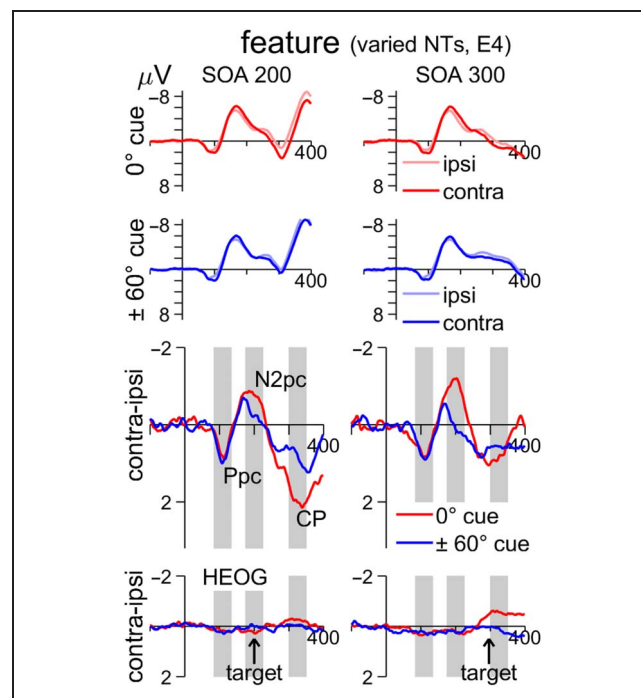 feature (varied NTs, E4)
μV SOA 200 SOA 300
0° cue
−8
8
400
−8
8
400
ipsi
contra
± 60° cue
−8
8
400
−8
8
400
ipsi
contra
contra-ipsi
−2
2
N2pc
Ppc
CP
400
−2
2
400
0° cue
± 60° cue
contra-ipsi
−2
2
HEOG
400
target
−2
2
400
target